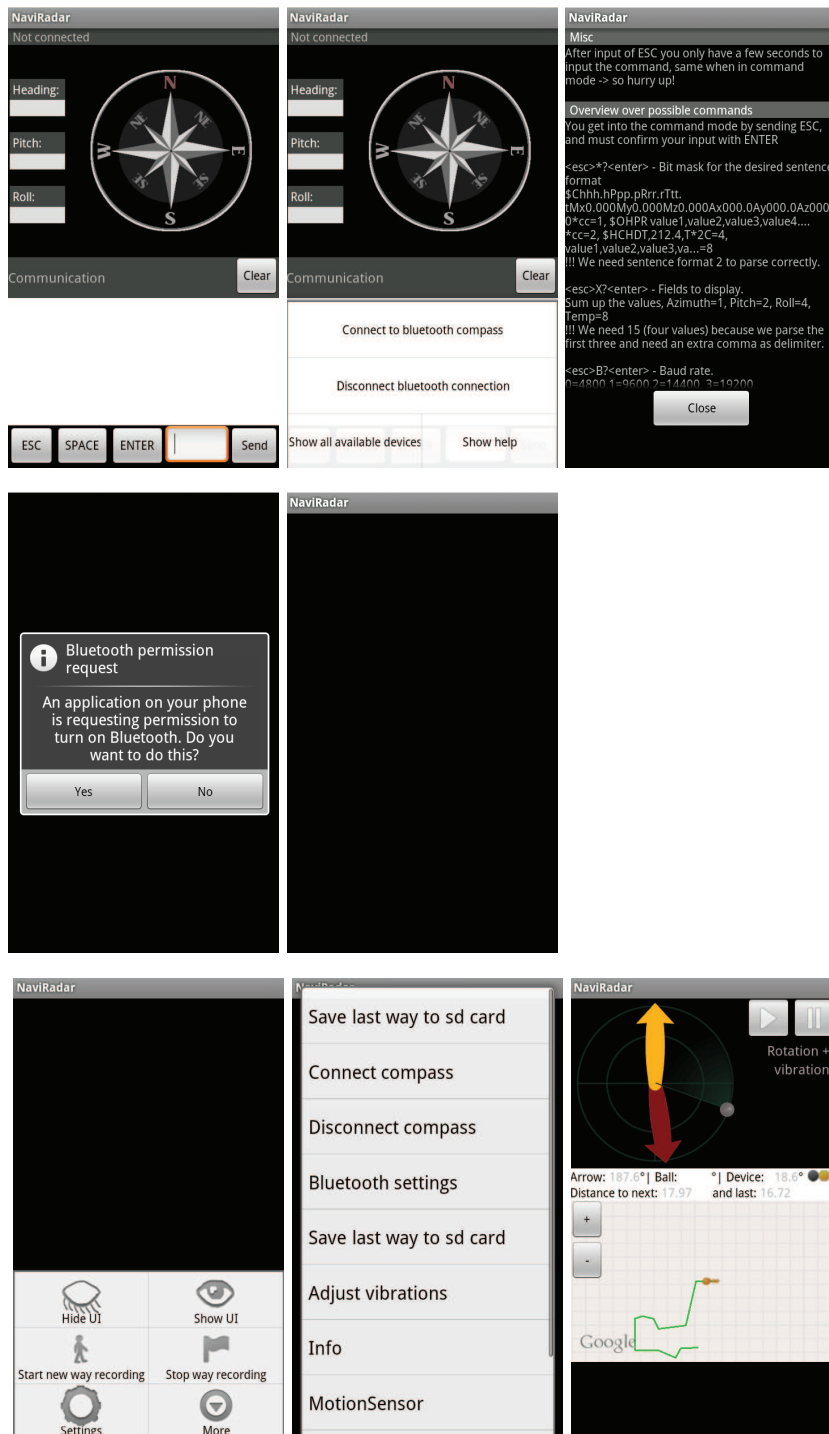 NaviRadar
Not connected
N
Heading:
NE
NE
Pitch:
W
E
Roll:
SE
SE
S
Communication
Clear
ESC
SPACE
ENTER
Send
NaviRadar
Not connected
N
Heading:
NE
NE
Pitch:
W
E
Roll:
SE
SE
S
Communication
Clear
Connect to bluetooth compass
Disconnect bluetooth connection
Show all available devices
Show help
NaviRadar
Misc
After input of ESC you only have a few seconds to
input the command, same when in command
mode -> so hurry up!
Overview over possible commands
You get into the command mode by sending ESC,
and must confirm your input with ENTER
<esc>*?<enter> - Bit mask for the desired sentence
format
$Chhh.hPpp.pRrr.rTtt.
tMx0.000My0.000Mz0.000Ax000.0Ay000.0Az000
0*cc=1, $OHPR value1,value2,value3,value4....
*cc=2, $HCHDT,212.4,T*2C=4,
value1,value2,value3,va...=8
!!! We need sentence format 2 to parse correctly.
<esc>X?<enter> - Fields to display.
Sum up the values, Azimuth=1, Pitch=2, Roll=4,
Temp=8
!!! We need 15 (four values) because we parse the
first three and need an extra comma as delimiter.
<esc>B?<enter> - Baud rate.
0=4800 1=9600 2=14400 3=19200
Close
Bluetooth permission
request
An application on your phone
is requesting permission to
turn on Bluetooth. Do you
want to do this?
Yes
No
NaviRadar
NaviRadar
Hide UI
Show UI
Start new way recording
Stop way recording
Settings
More
NaviRadar
Save last way to sd card
Connect compass
Disconnect compass
Bluetooth settings
Save last way to sd card
Adjust vibrations
Info
MotionSensor
NaviRadar
Rotation +
vibration
Arrow: 187.6°| Ball: °| Device: 18.6°
Distance to next: 17.97 and last: 16.72
+
-
Google